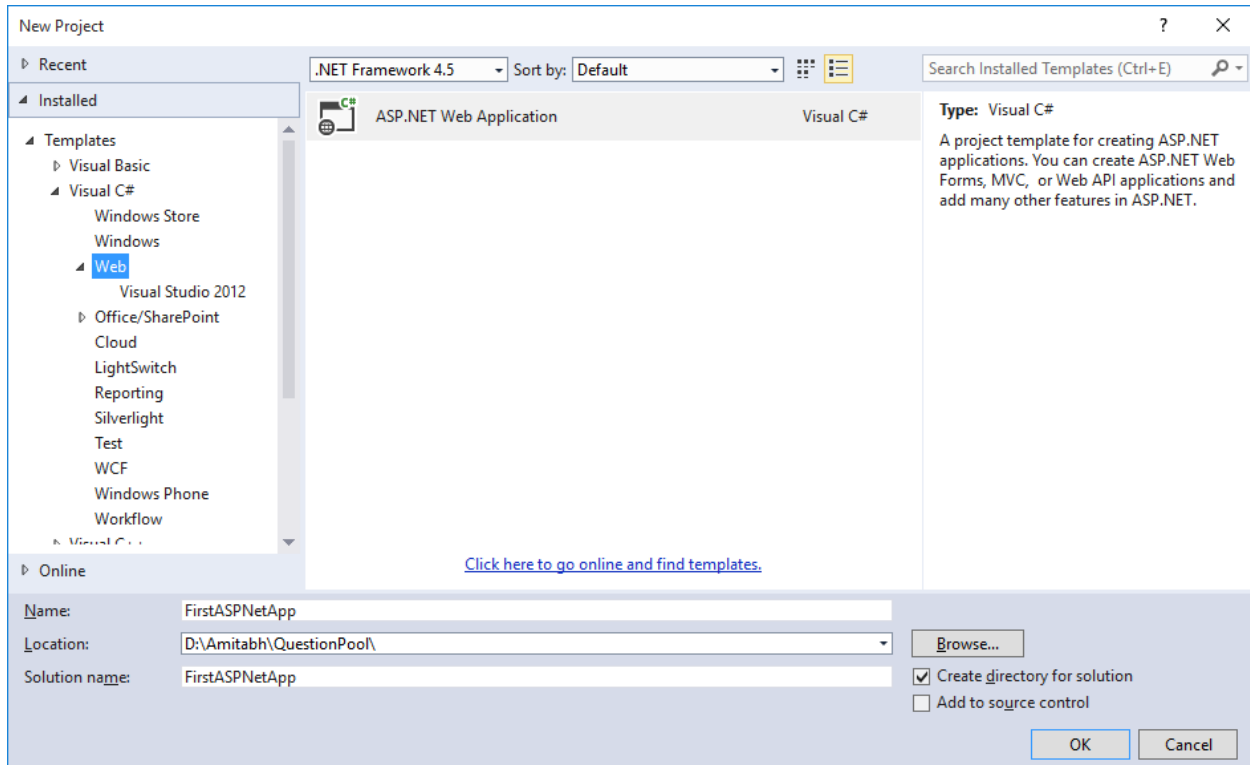 New Project
?
Recent
.NET Framework 4.5
Sort by:
Default
Search Installed Templates (Ctrl+E)
Installed
Templates
Visual Basic
Visual C#
Windows Store
Windows
Web
Visual Studio 2012
Office/SharePoint
Cloud
LightSwitch
Reporting
Silverlight
Test
WCF
Windows Phone
Workflow
Visual C++
Online
C#
ASP.NET Web Application
Visual C#
Click here to go online and find templates.
Type: Visual C#
A project template for creating ASP.NET
applications. You can create ASP.NET Web
Forms, MVC, or Web API applications and
add many other features in ASP.NET.
Name:
FirstASPNetApp
Location:
D:\Amitabh\QuestionPool\
Browse...
Solution name:
FirstASPNetApp
Create directory for solution
Add to source control
OK
Cancel